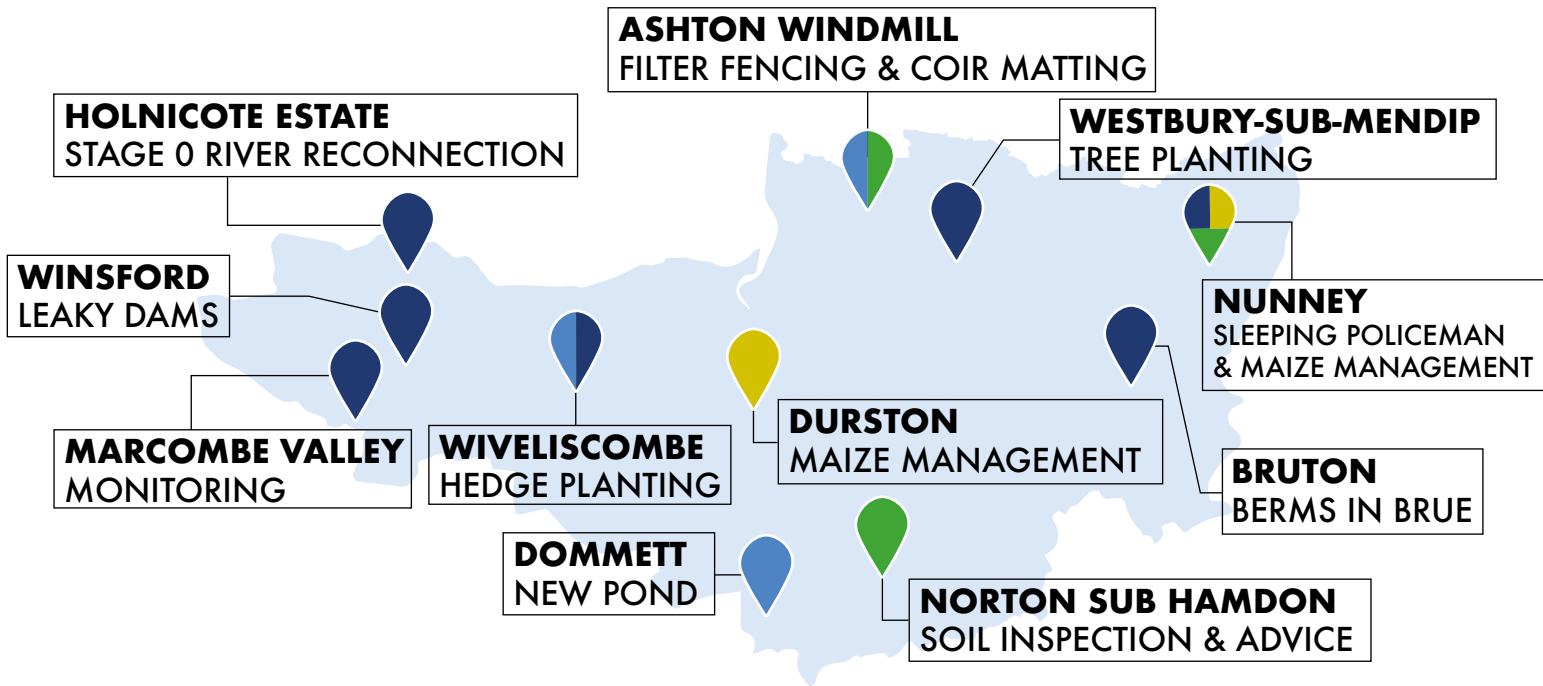 ASHTON WINDMILL
FILTER FENCING & COIR MATTING
HOLNICOTE ESTATE
STAGE 0 RIVER RECONNECTION
WESTBURY-SUB-MENDIP
TREE PLANTING
WINSFORD
LEAKY DAMS
NUNNEY
SLEEPING POLICEMAN
& MAIZE MANAGEMENT
MARCOMBE VALLEY
MONITORING
WIVELISCOMBE
HEDGE PLANTING
DURSTON
MAIZE MANAGEMENT
BRUTON
BERMS IN BRUE
DOMMETT
NEW POND
NORTON SUB HAMDON
SOIL INSPECTION & ADVICE